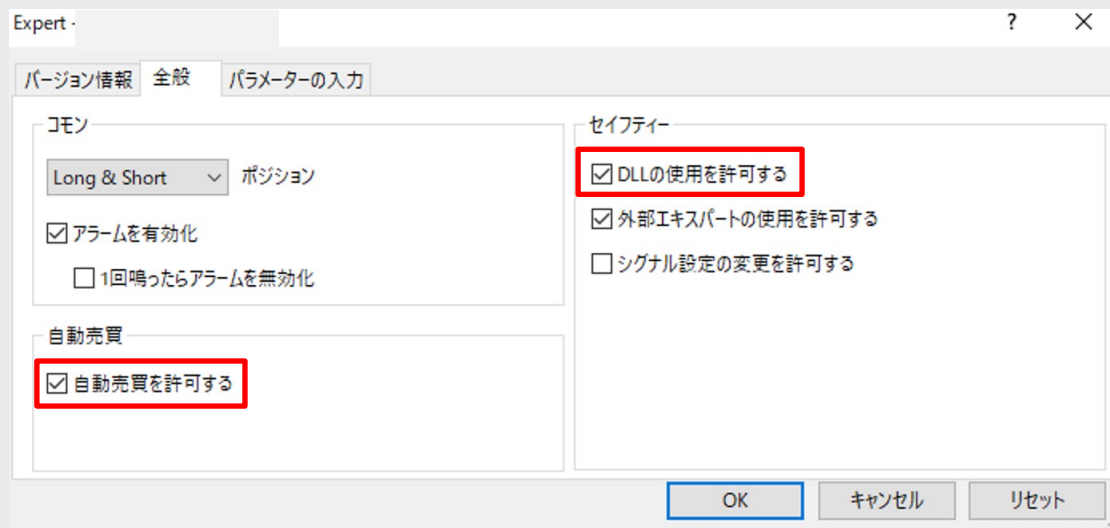 Expert -
? ×
バージョン情報 全般 パラメーターの入力
コモン
Long & Short ポジション
アラームを有効化
1回鳴ったらアラームを無効化
自動売買
自動売買を許可する
セイフティー
DLLの使用を許可する
外部エキスパートの使用を許可する
シグナル設定の変更を許可する
OK キャンセル リセット